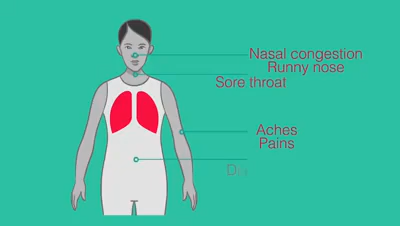 Nasal congestion
Runny nose
Sore throat
Aches
Pains